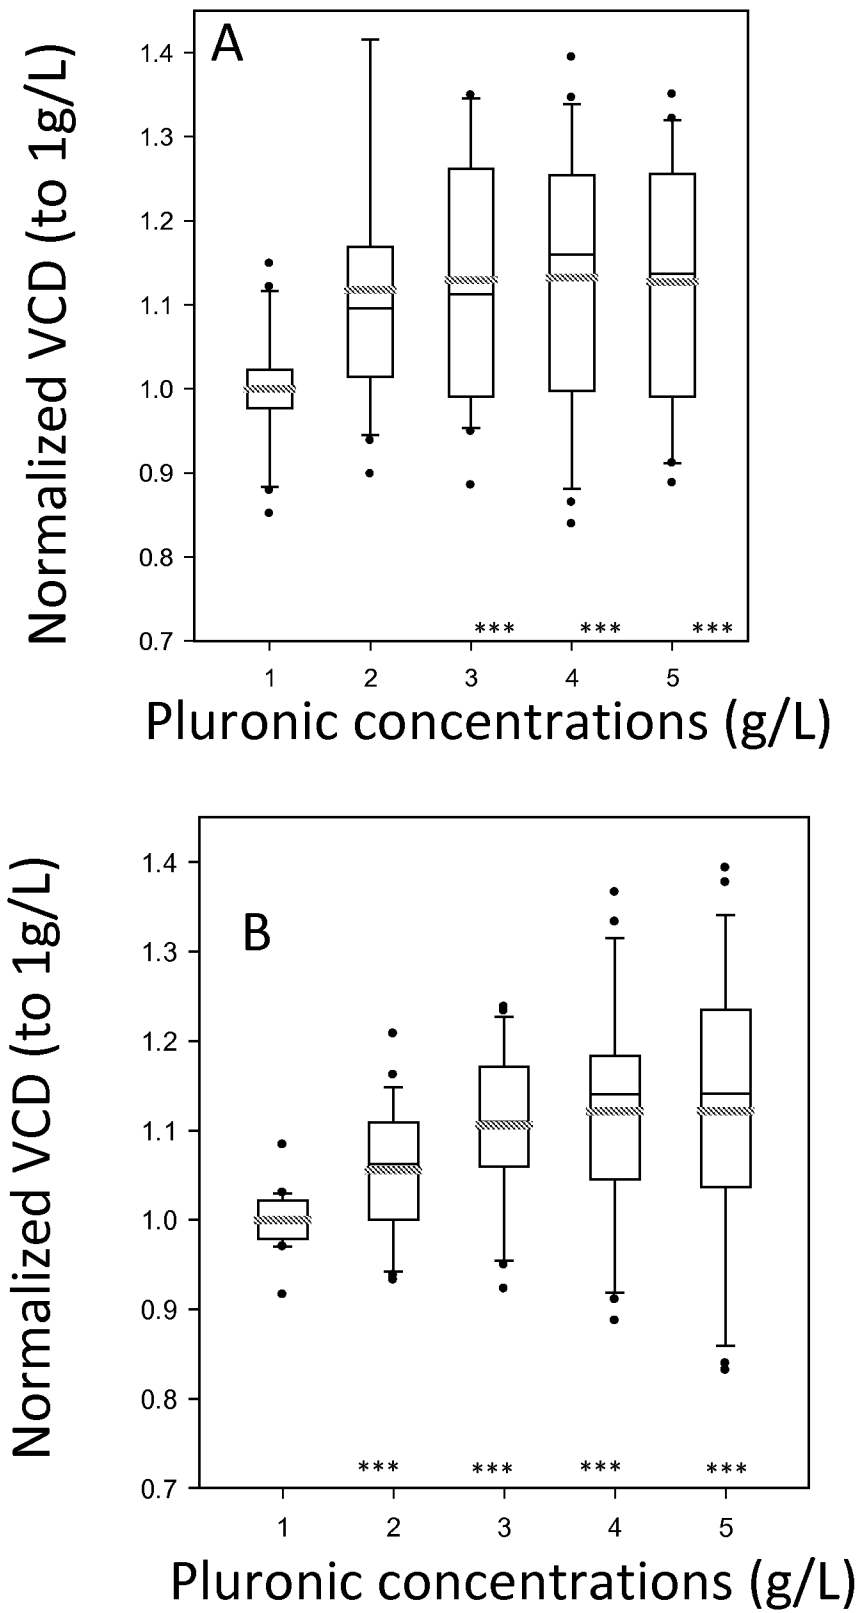 A
Normalized VCD (to 1g/L)
1.4
1.3
1.2
1.1
1.0
0.9
0.8
0.7
*** *** ***
1 2 3 4 5
Pluronic concentrations (g/L)
B
Normalized VCD (to 1g/L)
1.4
1.3
1.2
1.1
1.0
0.9
0.8
0.7
*** *** *** ***
1 2 3 4 5
Pluronic concentrations (g/L)